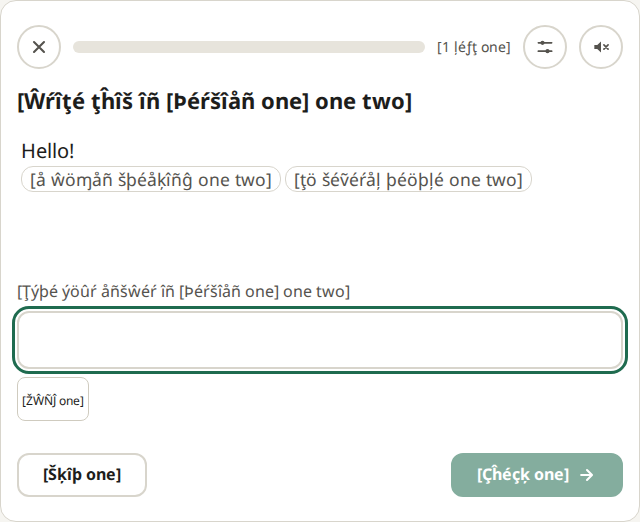 [1 ļéƒţ one]
[Ŵŕîţé ţĥîš îñ [Þéŕšîåñ one] one two]
Hello!
[å ŵöɱåñ šþéåķîñĝ one two] [ţö šéṽéŕåļ þéöþļé one two]
[Ţýþé ýöûŕ åñšŵéŕ îñ [Þéŕšîåñ one] one two]
[ŽŴÑĴ one]
[Šķîþ one]
[Çĥéçķ one]